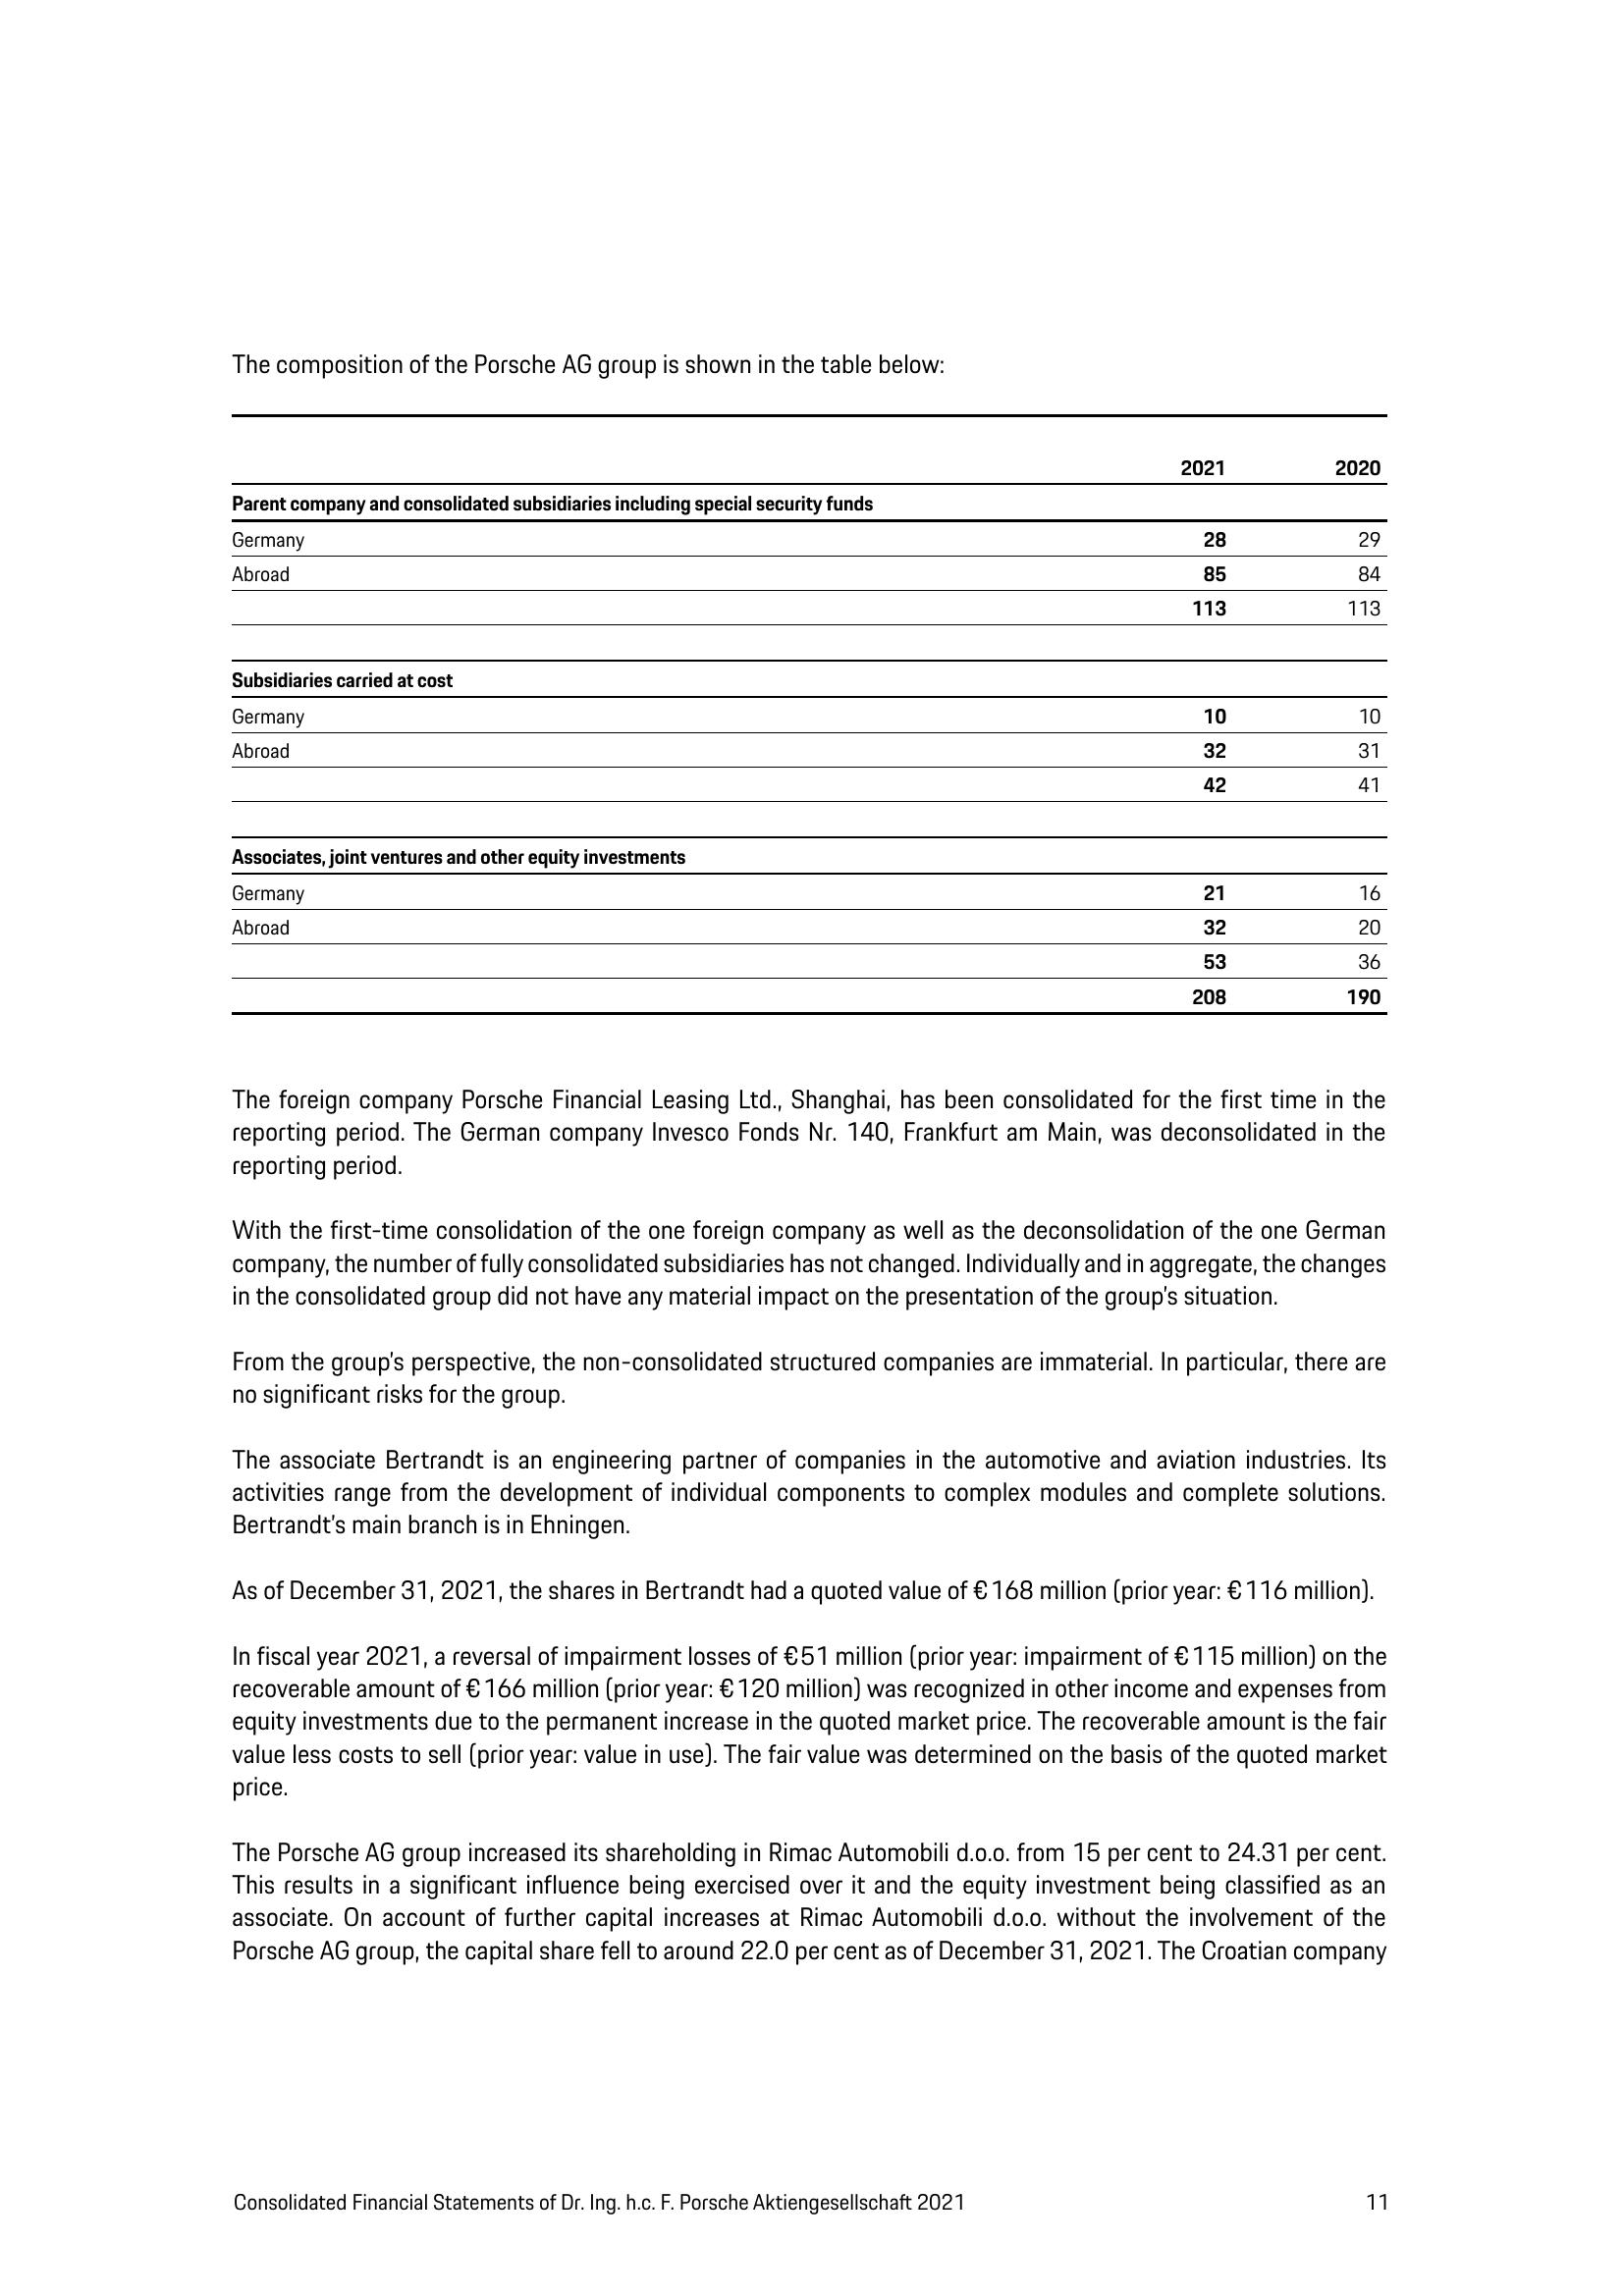 The composition of the Porsche AG group is shown in the table below:
2021 2020
Parent company and consolidated subsidiaries including special security funds
Germany 28 29
Abroad 85 84
113 113
Subsidiaries carried at cost
Germany 10 10
Abroad 32 31
42 41
Associates, joint ventures and other equity investments
Germany 21 16
Abroad 32 20
53 36
208 190
The foreign company Porsche Financial Leasing Ltd., Shanghai, has been consolidated for the first time in the
reporting period. The German company Invesco Fonds Nr. 140, Frankfurt am Main, was deconsolidated in the
reporting period.
With the first-time consolidation of the one foreign company as well as the deconsolidation of the one German
company, the number of fully consolidated subsidiaries has not changed. Individually and in aggregate, the changes
in the consolidated group did not have any material impact on the presentation of the group's situation.
From the group's perspective, the non-consolidated structured companies are immaterial. In particular, there are
no significant risks for the group.
The associate Bertrandt is an engineering partner of companies in the automotive and aviation industries. Its
activities range from the development of individual components to complex modules and complete solutions.
Bertrandt's main branch is in Ehningen.
As of December 31, 2021, the shares in Bertrandt had a quoted value of € 168 million (prior year: € 116 million).
In fiscal year 2021, a reversal of impairment losses of € 51 million (prior year: impairment of € 115 million) on the
recoverable amount of € 166 million (prior year: € 120 million) was recognized in other income and expenses from
equity investments due to the permanent increase in the quoted market price. The recoverable amount is the fair
value less costs to sell (prior year: value in use). The fair value was determined on the basis of the quoted market
price.
The Porsche AG group increased its shareholding in Rimac Automobili d.o.o. from 15 per cent to 24.31 per cent.
This results in a significant influence being exercised over it and the equity investment being classified as an
associate. On account of further capital increases at Rimac Automobili d.o.o. without the involvement of the
Porsche AG group, the capital share fell to around 22.0 per cent as of December 31, 2021. The Croatian company
Consolidated Financial Statements of Dr. Ing. h.c. F. Porsche Aktiengesellschaft 2021 11